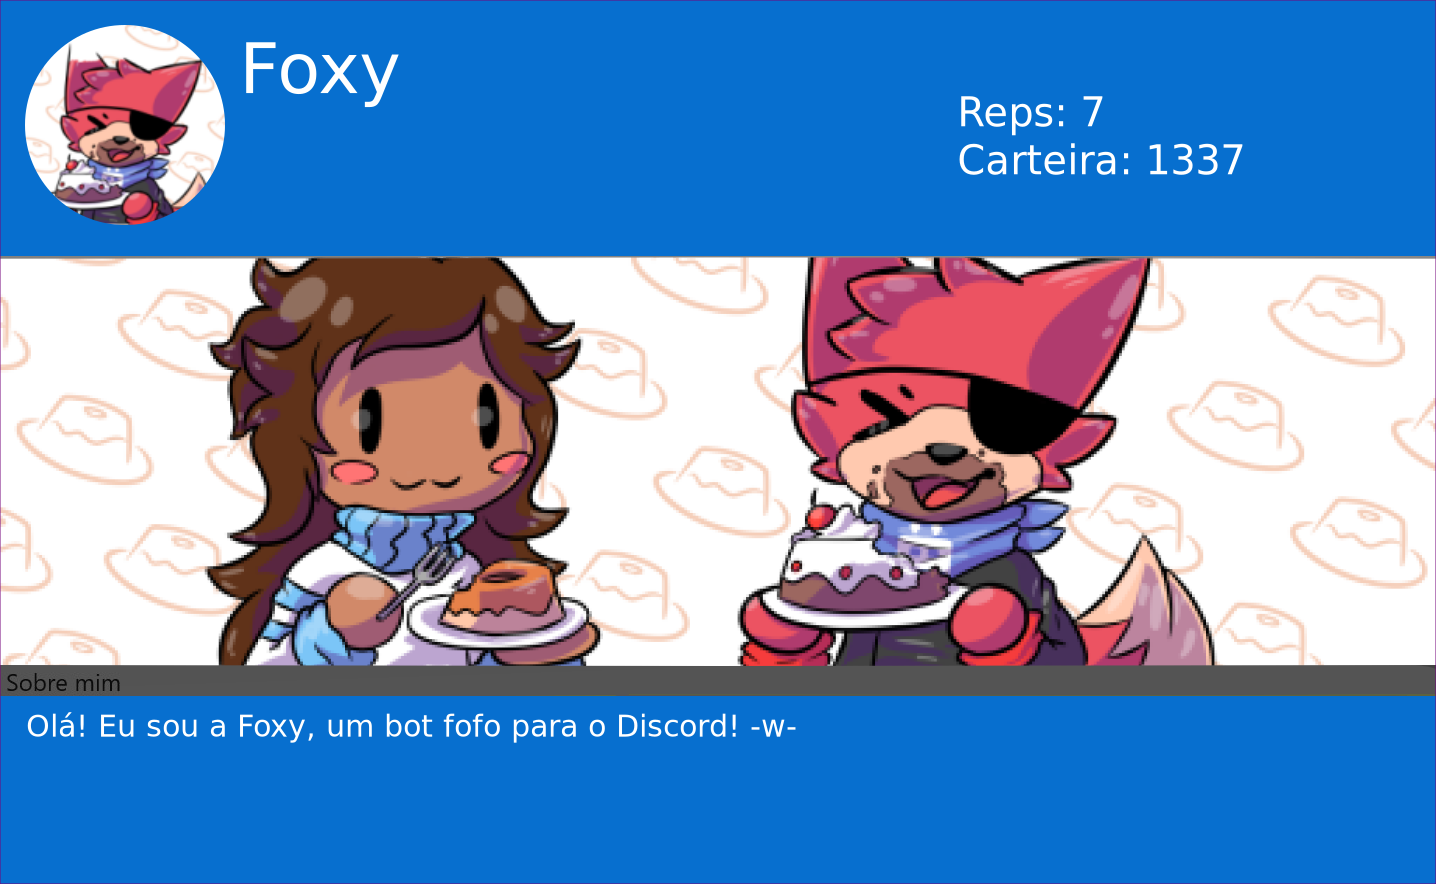 Foxy
Reps: 7
Carteira: 1337
Sobre mim
Olá! Eu sou a Foxy, um bot fofo para o Discord! -w-